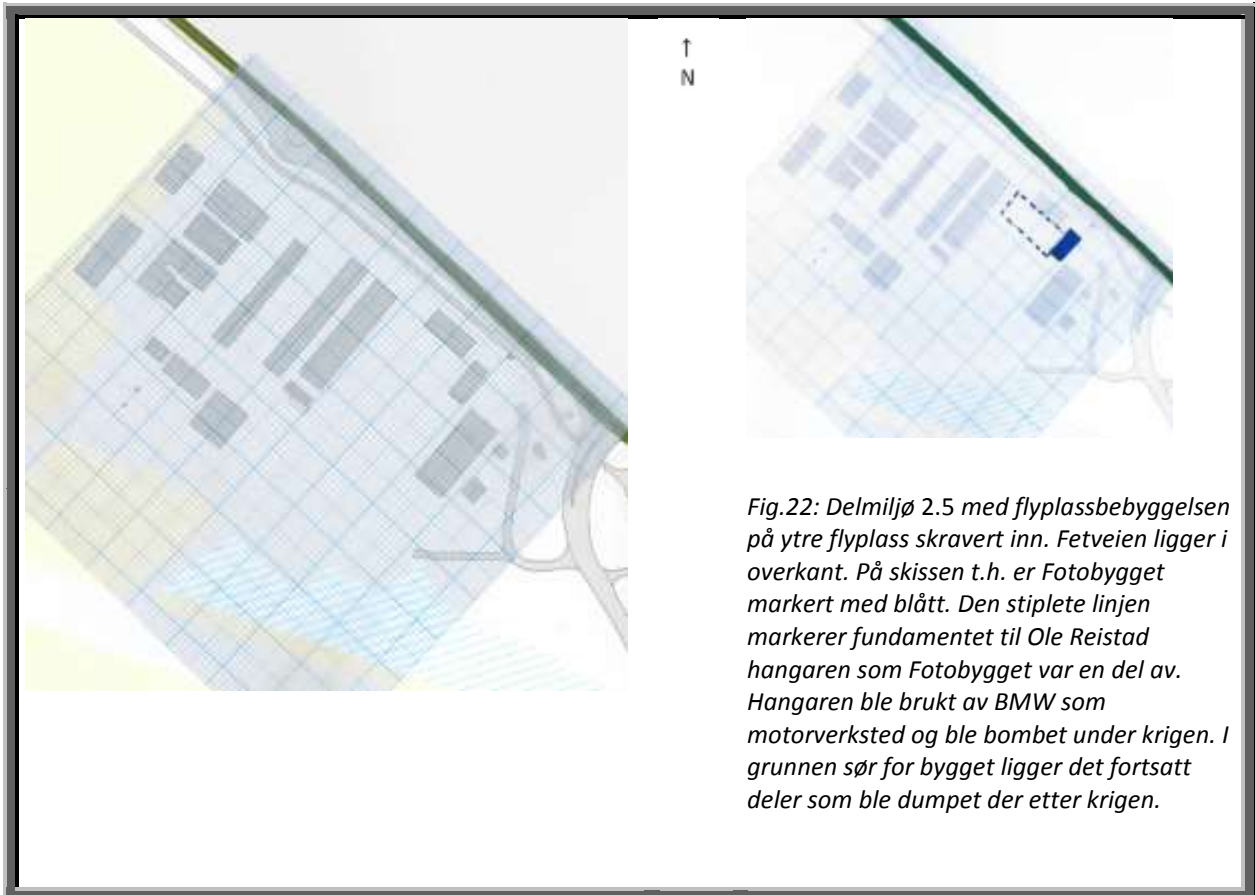 ↑
N
Fig.22: Delmiljø 2.5 med flyplassbebyggelsen
på ytre flyplass skravert inn. Fetveien ligger i
overkant. På skissen t.h. er Fotobygget
markert med blått. Den stiplete linjen
markerer fundamentet til Ole Reistad
hangaren som Fotobygget var en del av.
Hangaren ble brukt av BMW som
motorverksted og ble bombet under krigen. I
grunnen sør for bygget ligger det fortsatt
deler som ble dumpet der etter krigen.